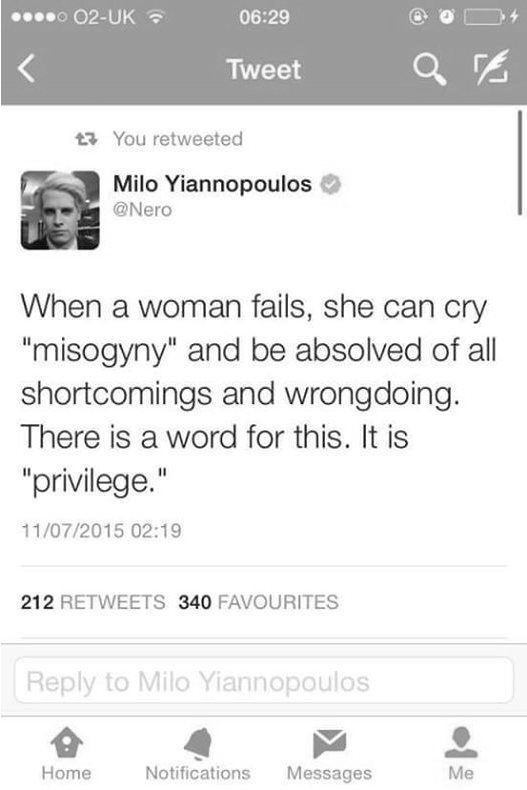 O2-UK 06:29
Tweet
You retweeted
Milo Yiannopoulos
@Nero
When a woman fails, she can cry
"misogyny" and be absolved of all
shortcomings and wrongdoing.
There is a word for this. It is
"privilege."
11/07/2015 02:19
212 RETWEETS 340 FAVOURITES
Reply to Milo Yiannopoulos
Home Notifications Messages Me